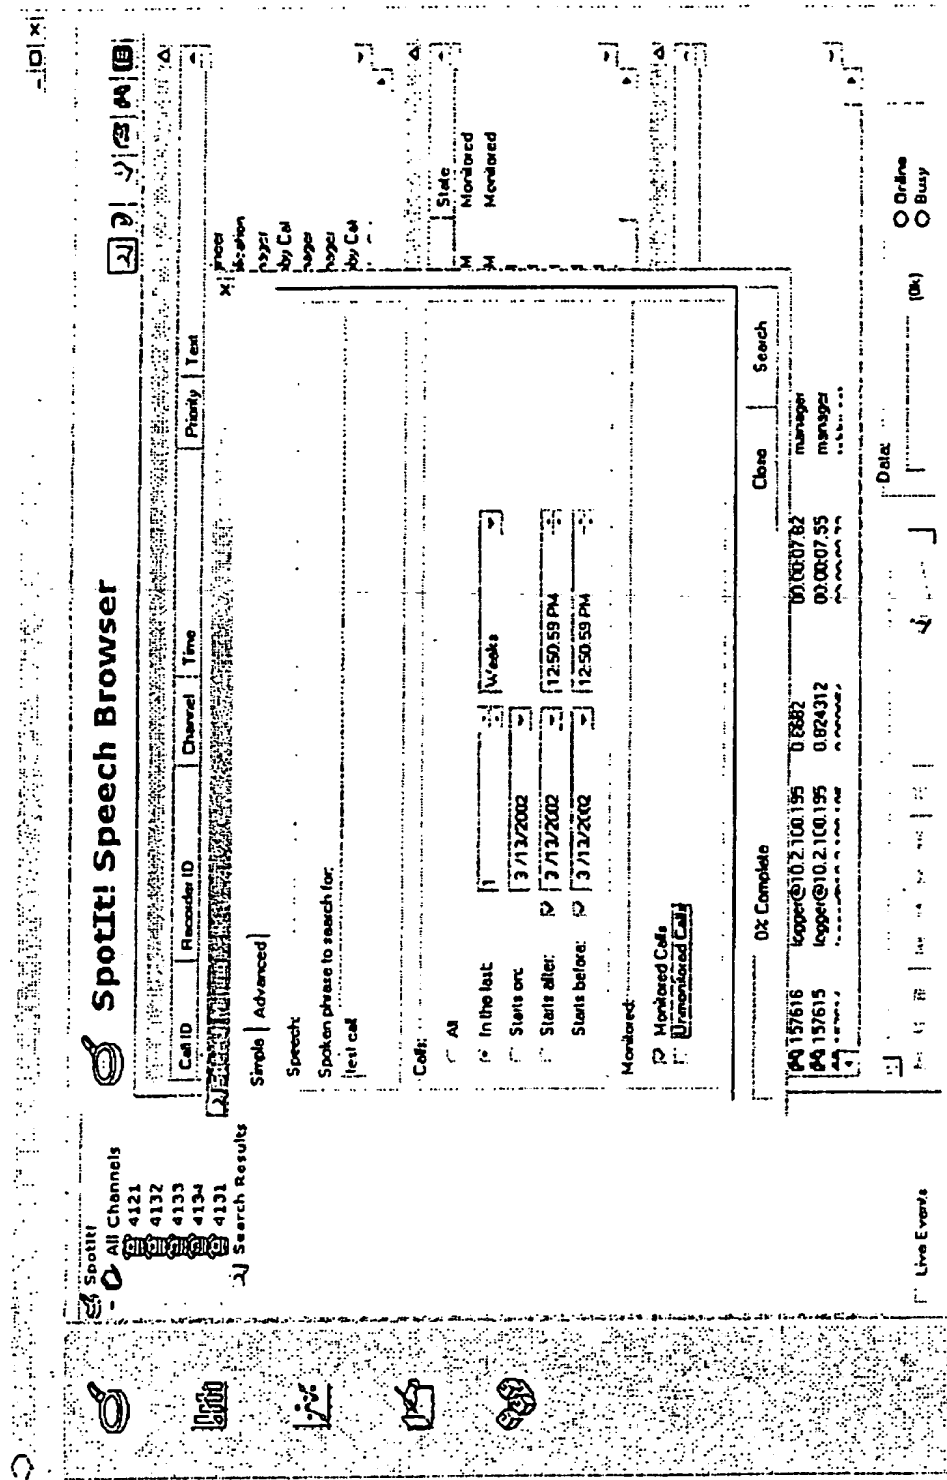 SpotIt! Speech Browser
SpotIt!
All Channels
4121
4132
4133
4134
4131
Search Results
Call ID Recorder ID Channel Time Priority Text
Simple Advanced
Speech:
Spoken phrase to search for:
test call
Calls:
All
In the last: 1 Weeks
Starts on: 3/13/2002
Starts after: 3/13/2002 12:50:59 PM
Starts before: 3/13/2002 12:50:59 PM
Monitored:
Monitored Calls
Unmonitored Calls
0% Complete Close Search
State
M Monitored
M Monitored
157616 logger@10.2.100.195 0.6682 00:00:07.82 manager
157615 logger@10.2.100.195 0.824312 00:00:07.55 manager
Data:
(0k)
Online
Busy
Live Events